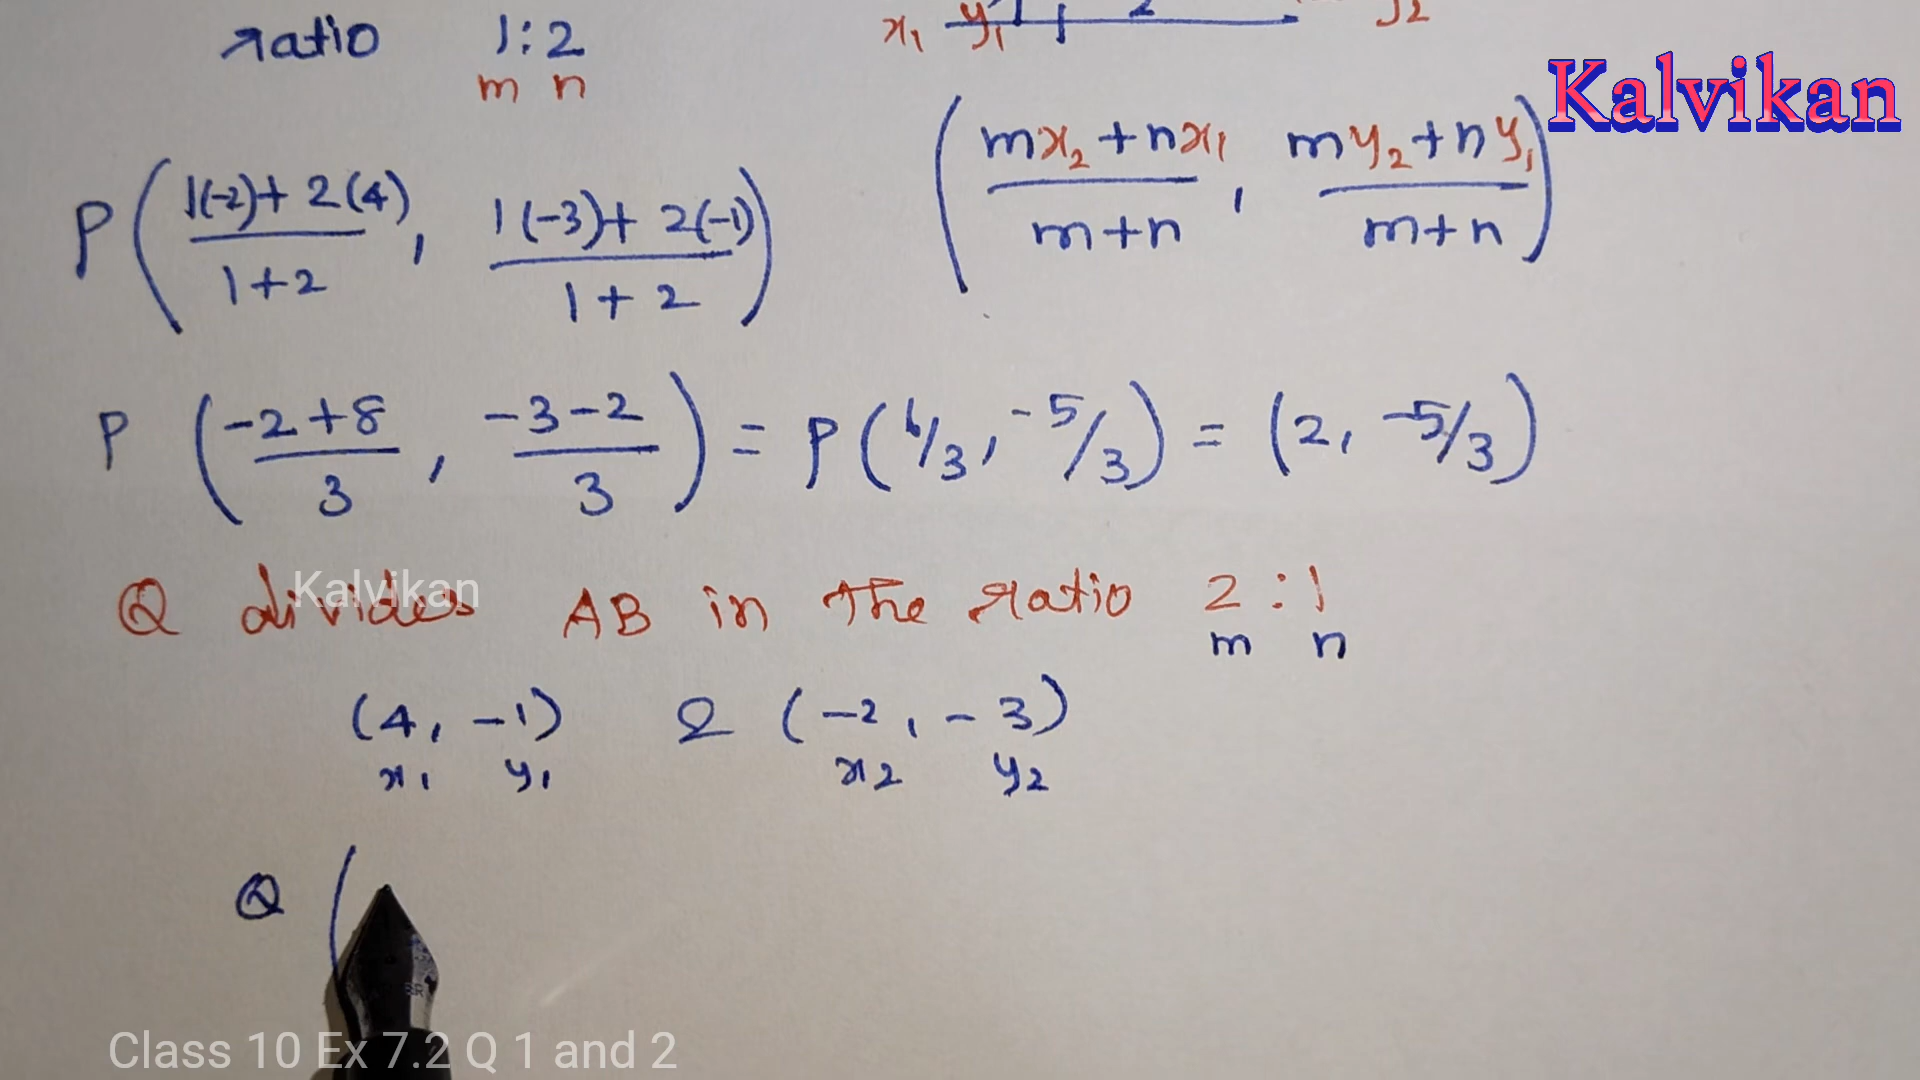 ratio 1:2
m n
x₁ y₁ 1 : 2 y₂
Kalvikan
(mx₂+nx₁/m+n, my₂+ny₁/m+n)
P(1(-2)+2(4)/1+2, 1(-3)+2(-1)/1+2)
P (-2+8/3, -3-2/3) = P(6/3, -5/3) = (2, -5/3)
Q divides AB in the ratio 2:1
Kalvikan
m n
(4, -1) & (-2, -3)
x₁ y₁ x₂ y₂
Q (
Class 10 Ex 7.2 Q 1 and 2